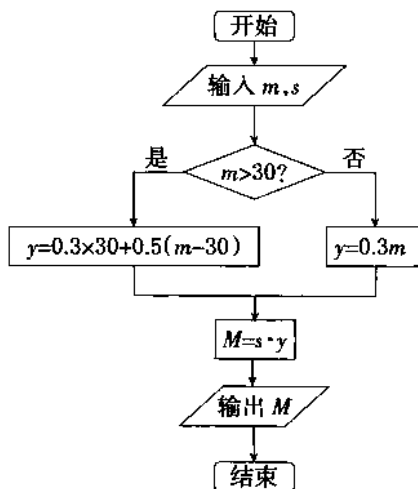 开始
输入 m,s
m>30?
是
否
y=0.3×30+0.5(m-30)
y=0.3m
M=s·y
输出 M
结束